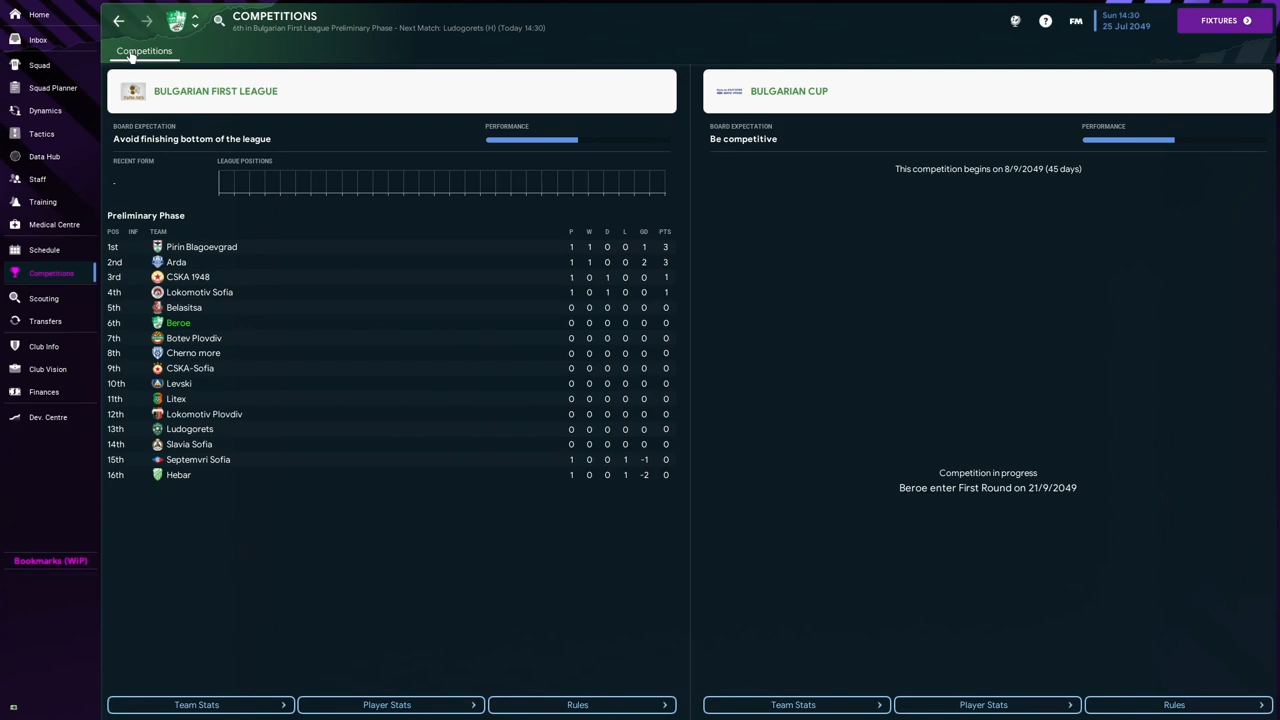 Home
Inbox
Squad
Squad Planner
Dynamics
Tactics
Data Hub
Staff
Training
Medical Centre
Schedule
Competitions
Scouting
Transfers
Club Info
Club Vision
Finances
Dev. Centre
Bookmarks (WiP)
COMPETITIONS
6th in Bulgarian First League Preliminary Phase - Next Match: Ludogorets (H) (Today 14:30)
? FM
Sun 14:30
25 Jul 2049
FIXTURES
Competitions
BULGARIAN FIRST LEAGUE
BOARD EXPECTATION PERFORMANCE
Avoid finishing bottom of the league
RECENT FORM LEAGUE POSITIONS
-
Preliminary Phase
POS INF TEAM P W D L GD PTS
1st Pirin Blagoevgrad 1 1 0 0 1 3
2nd Arda 1 1 0 0 2 3
3rd CSKA 1948 1 0 1 0 0 1
4th Lokomotiv Sofia 1 0 1 0 0 1
5th Belasitsa 0 0 0 0 0 0
6th Beroe 0 0 0 0 0 0
7th Botev Plovdiv 0 0 0 0 0 0
8th Cherno more 0 0 0 0 0 0
9th CSKA-Sofia 0 0 0 0 0 0
10th Levski 0 0 0 0 0 0
11th Litex 0 0 0 0 0 0
12th Lokomotiv Plovdiv 0 0 0 0 0 0
13th Ludogorets 0 0 0 0 0 0
14th Slavia Sofia 0 0 0 0 0 0
15th Septemvri Sofia 1 0 0 1 -1 0
16th Hebar 1 0 0 1 -2 0
Team Stats Player Stats Rules
BULGARIAN CUP
BOARD EXPECTATION PERFORMANCE
Be competitive
This competition begins on 8/9/2049 (45 days)
Competition in progress
Beroe enter First Round on 21/9/2049
Team Stats Player Stats Rules